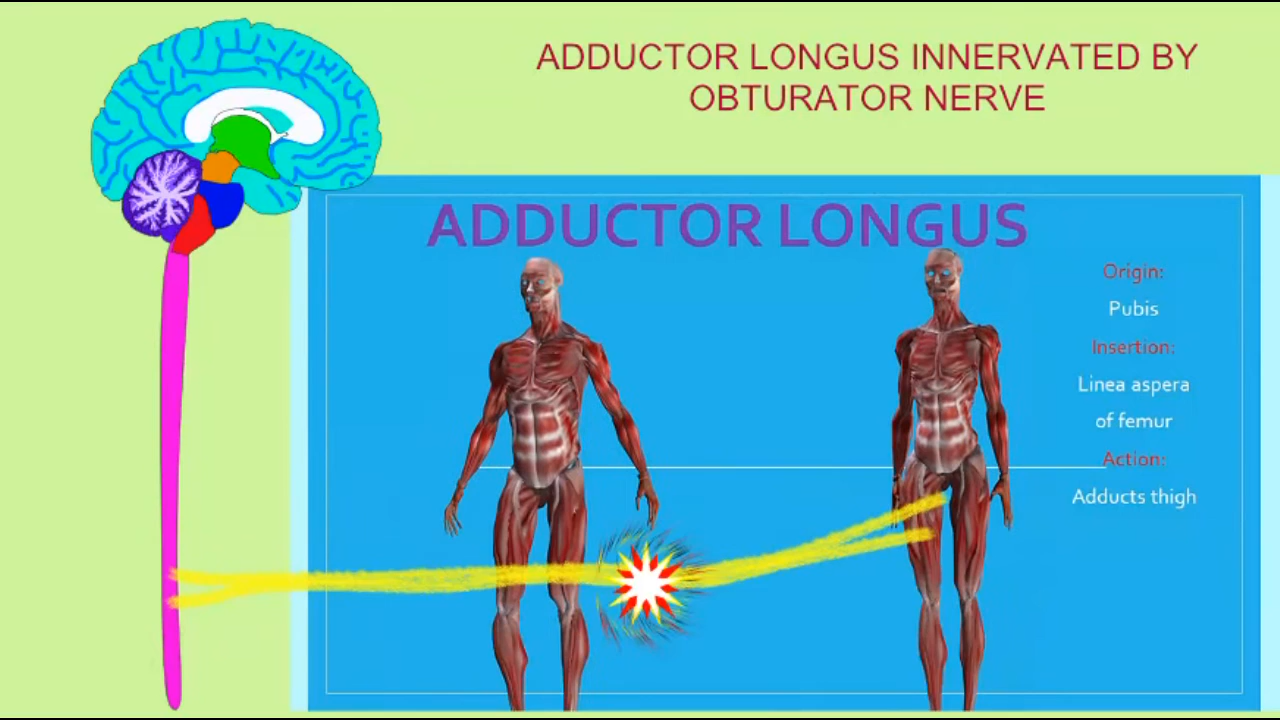 ADDUCTOR LONGUS INNERVATED BY
OBTURATOR NERVE
ADDUCTOR LONGUS
Origin:
Pubis
Insertion:
Linea aspera
of femur
Action:
Adducts thigh